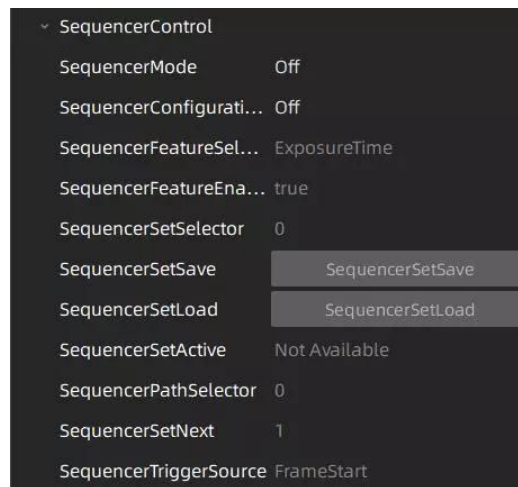 SequencerControl
SequencerMode Off
SequencerConfigurati... Off
SequencerFeatureSel... ExposureTime
SequencerFeatureEna... true
SequencerSetSelector 0
SequencerSetSave SequencerSetSave
SequencerSetLoad SequencerSetLoad
SequencerSetActive Not Available
SequencerPathSelector 0
SequencerSetNext 1
SequencerTriggerSource FrameStart